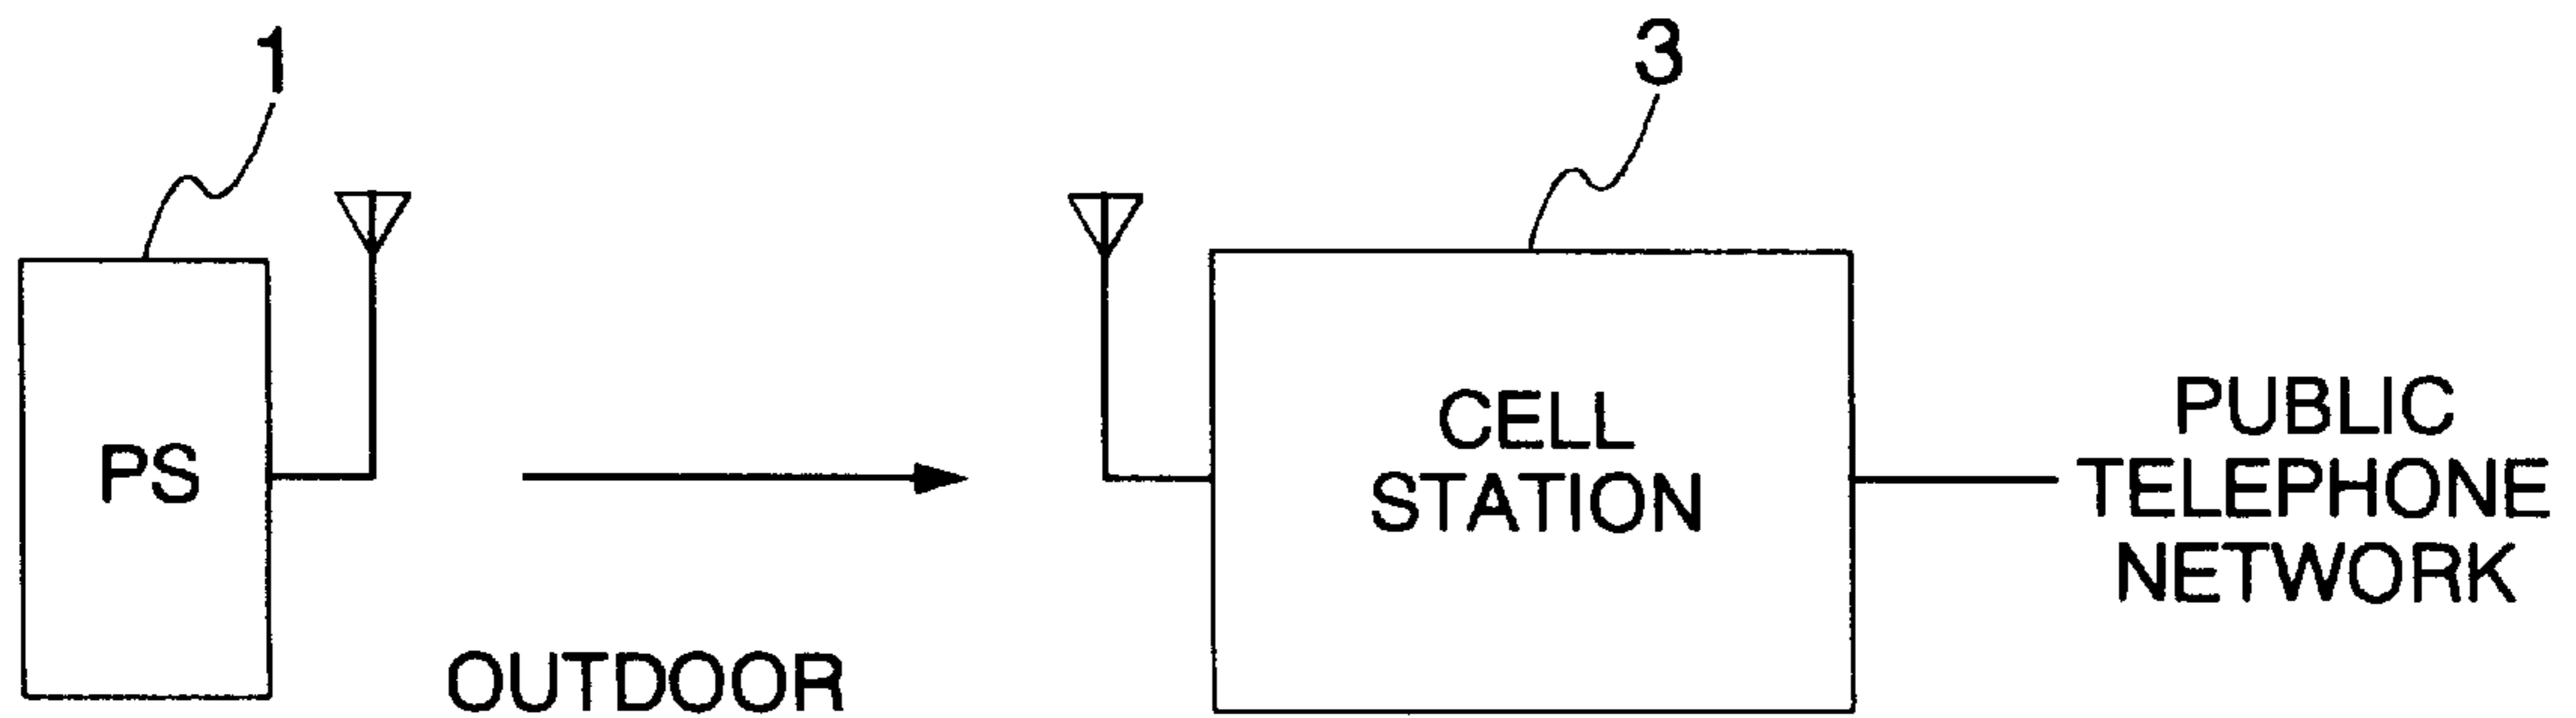 1
3
PS
CELL
STATION
PUBLIC
TELEPHONE
NETWORK
OUTDOOR